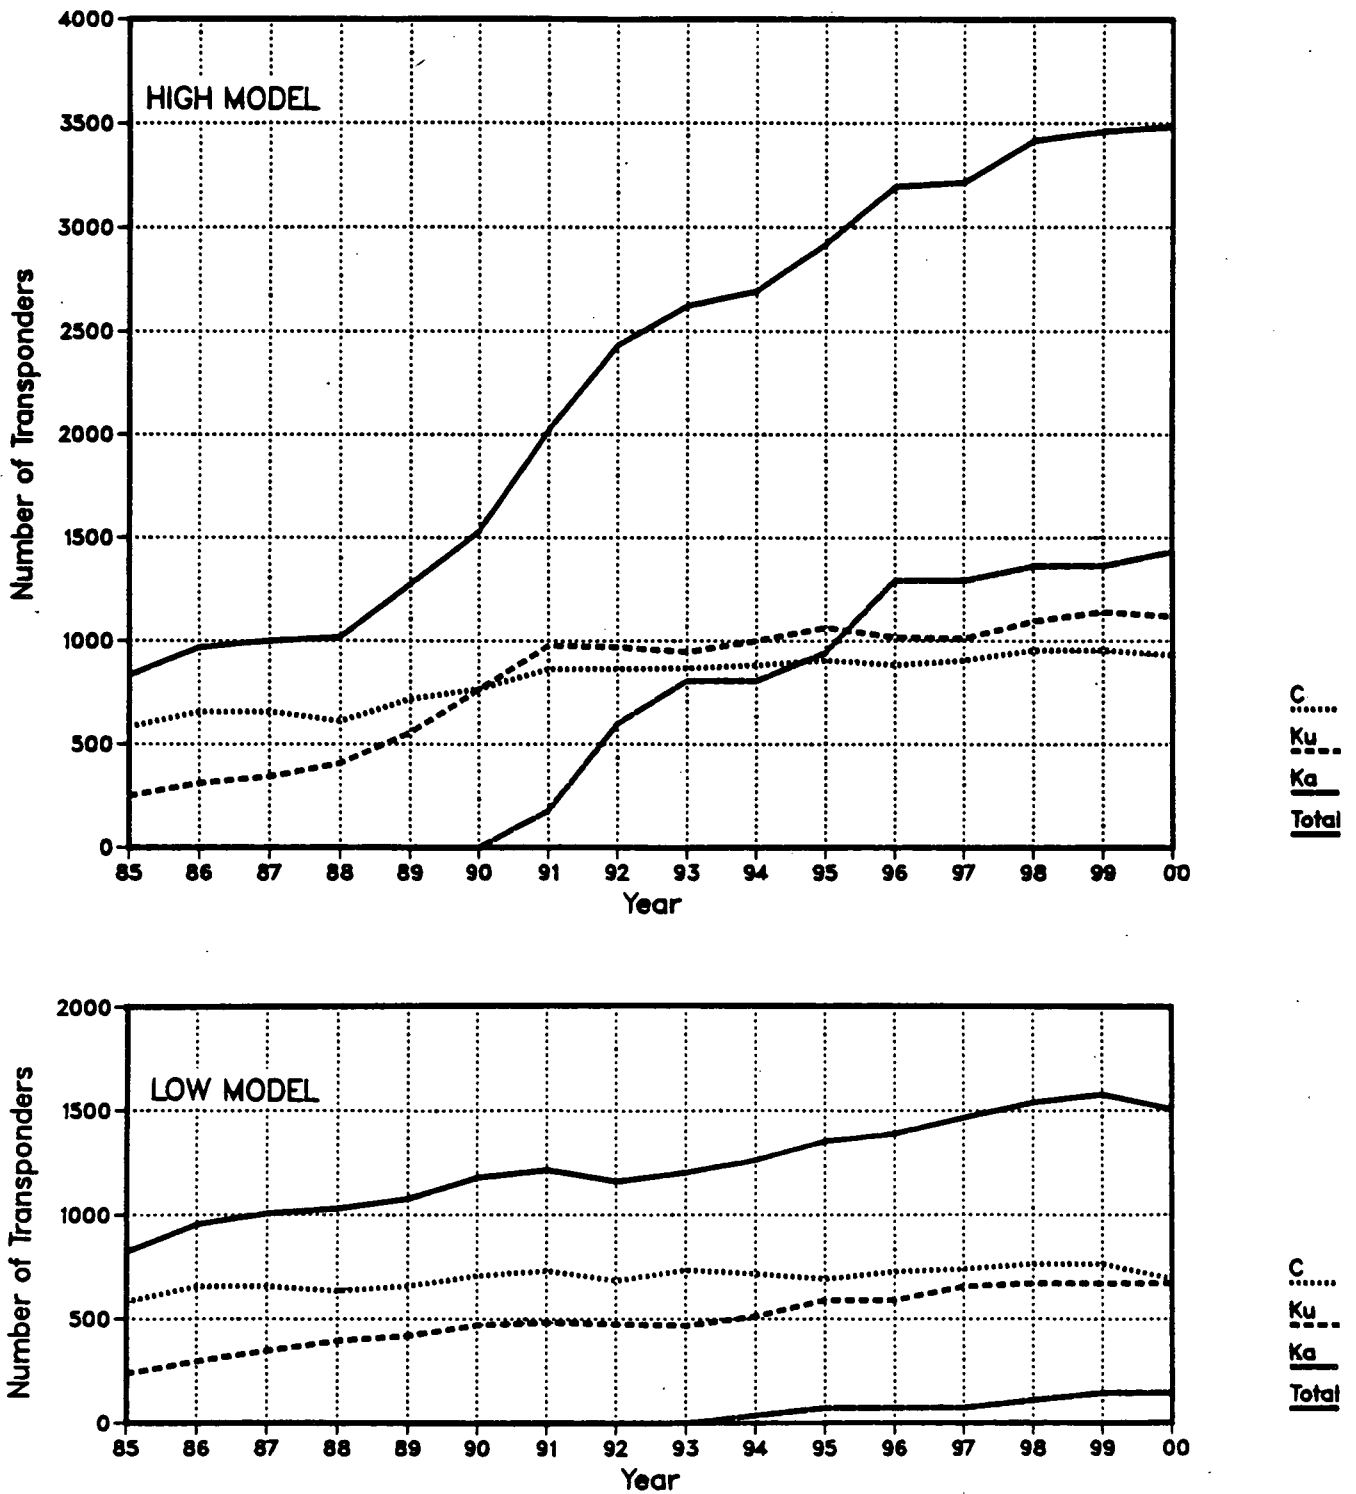 4000
HIGH MODEL
3500
3000
2500
2000
1500
1000
500
0
Number of Transponders
85 86 87 88 89 90 91 92 93 94 95 96 97 98 99 00
Year
C
Ku
Ka
Total
2000
LOW MODEL
1500
1000
500
0
Number of Transponders
85 86 87 88 89 90 91 92 93 94 95 96 97 98 99 00
Year
C
Ku
Ka
Total